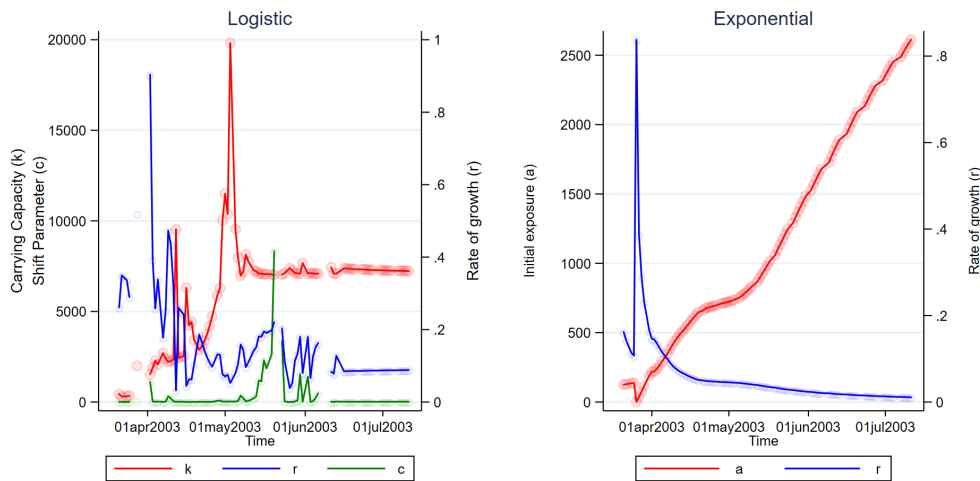 Logistic
Carrying Capacity (k)
Shift Parameter (c)
20000
15000
10000
5000
0
1
.8
.6
.4
.2
0
Rate of growth (r)
01apr2003 01may2003 01jun2003 01jul2003
Time
k r c
Exponential
Initial exposure (a)
2500
2000
1500
1000
500
0
.8
.6
.4
.2
0
Rate of growth (r)
01apr2003 01may2003 01jun2003 01jul2003
Time
a r